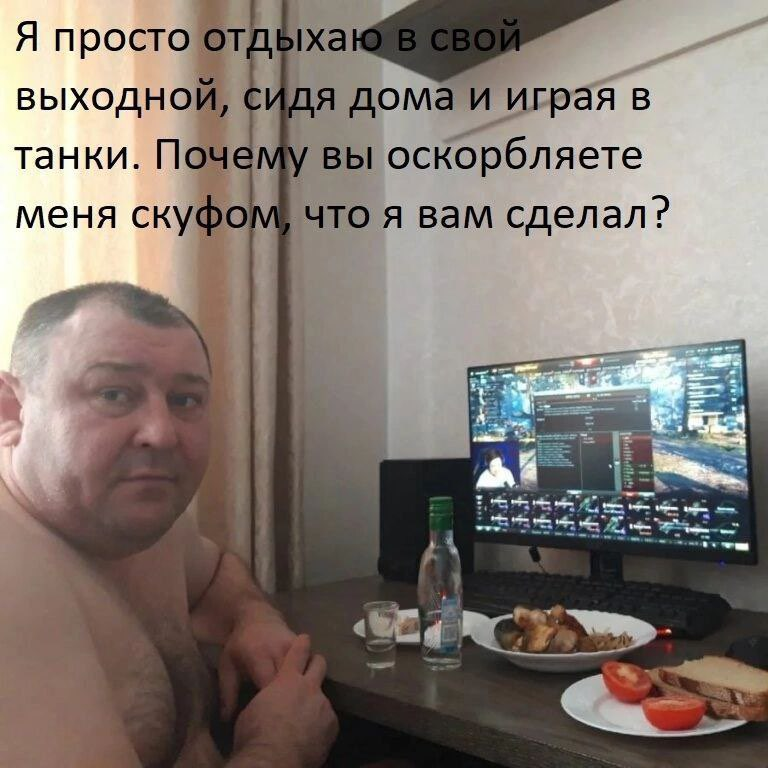 Я просто отдыхаю в свой
выходной, сидя дома и играя в
танки. Почему вы оскорбляете
меня скуфом, что я вам сделал?